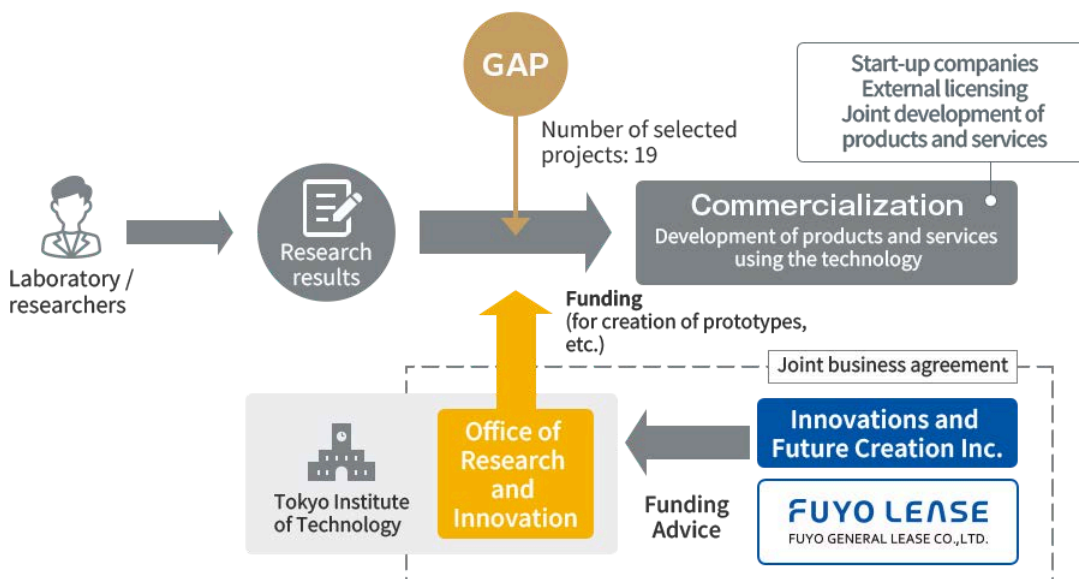 GAP
Number of selected
projects: 19
Start-up companies
External licensing
Joint development of
products and services
Laboratory /
researchers
Research
results
Commercialization
Development of products and services
using the technology
Funding
(for creation of prototypes,
etc.)
Joint business agreement
Tokyo Institute
of Technology
Office of
Research
and
Innovation
Funding
Advice
Innovations and
Future Creation Inc.
FUYO LEASE
FUYO GENERAL LEASE CO.,LTD.